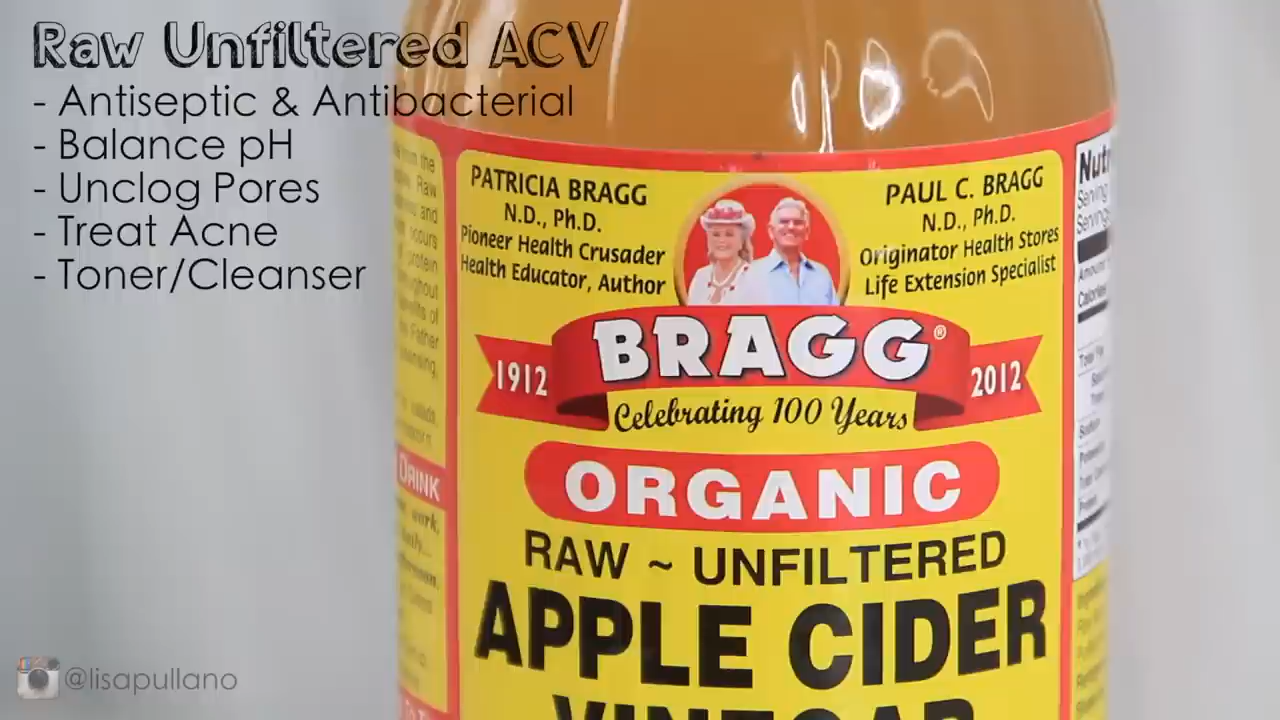 Raw Unfiltered ACV
- Antiseptic & Antibacterial
- Balance pH
- Unclog Pores
- Treat Acne
- Toner/Cleanser
PATRICIA BRAGG
N.D., Ph.D.
Pioneer Health Crusader
Health Educator, Author
PAUL C. BRAGG
N.D., Ph.D.
Originator Health Stores
Life Extension Specialist
BRAGG®
1912
2012
Celebrating 100 Years
ORGANIC
RAW ~ UNFILTERED
APPLE CIDER
VINEGAR
DRINK
@lisapullano